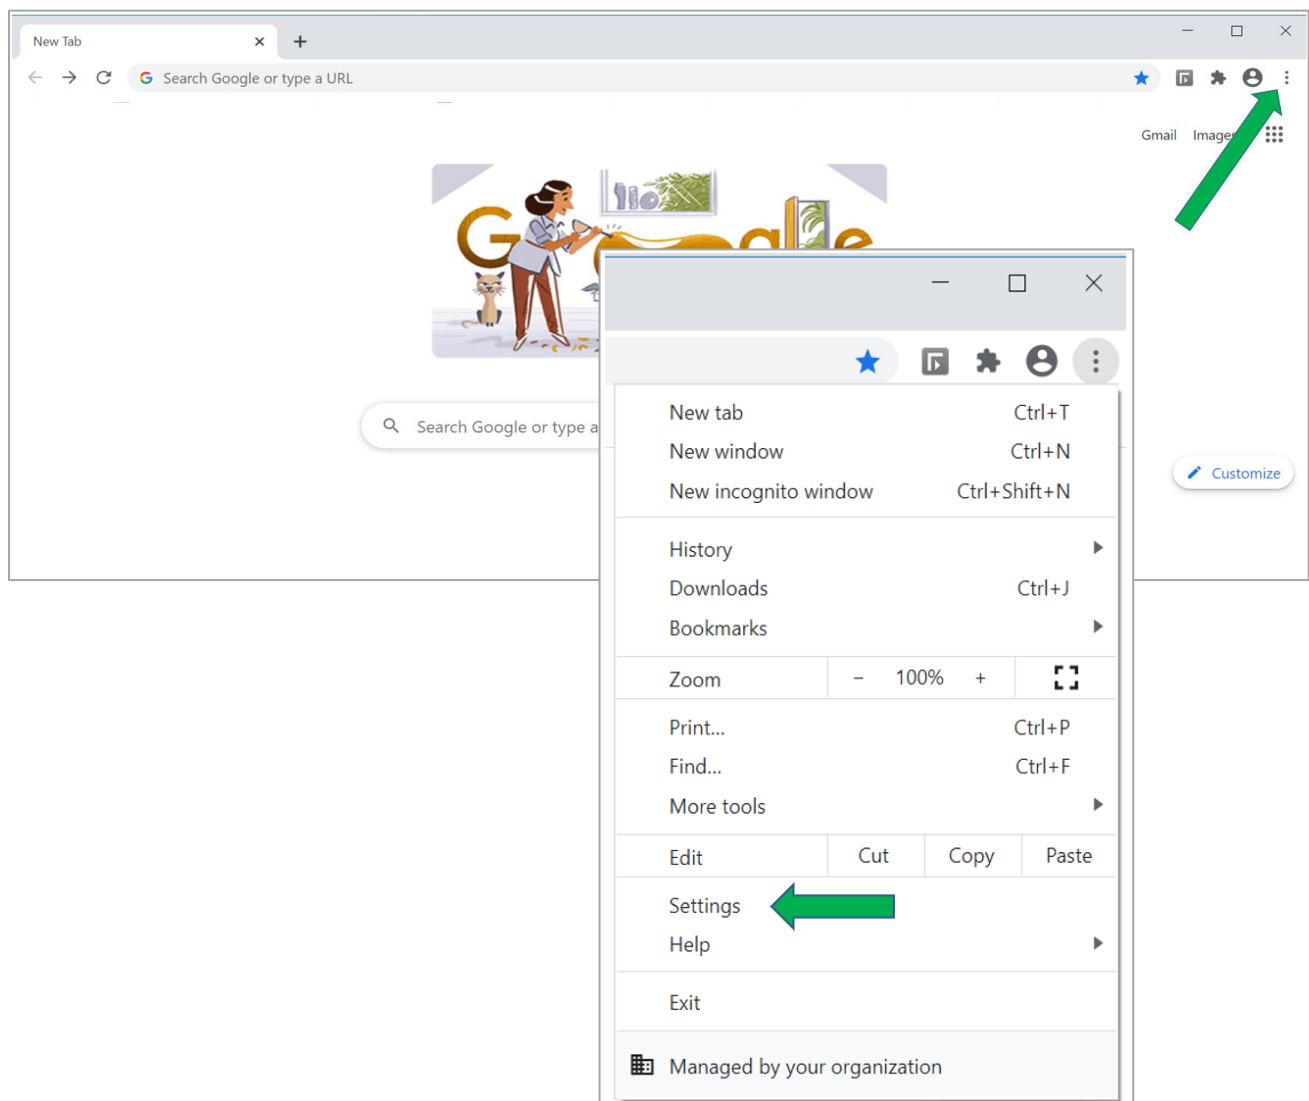 New Tab
Search Google or type a URL
Gmail Images
Google
Search Google or type a
Customize
New tab Ctrl+T
New window Ctrl+N
New incognito window Ctrl+Shift+N
History
Downloads Ctrl+J
Bookmarks
Zoom - 100% +
Print... Ctrl+P
Find... Ctrl+F
More tools
Edit Cut Copy Paste
Settings
Help
Exit
Managed by your organization